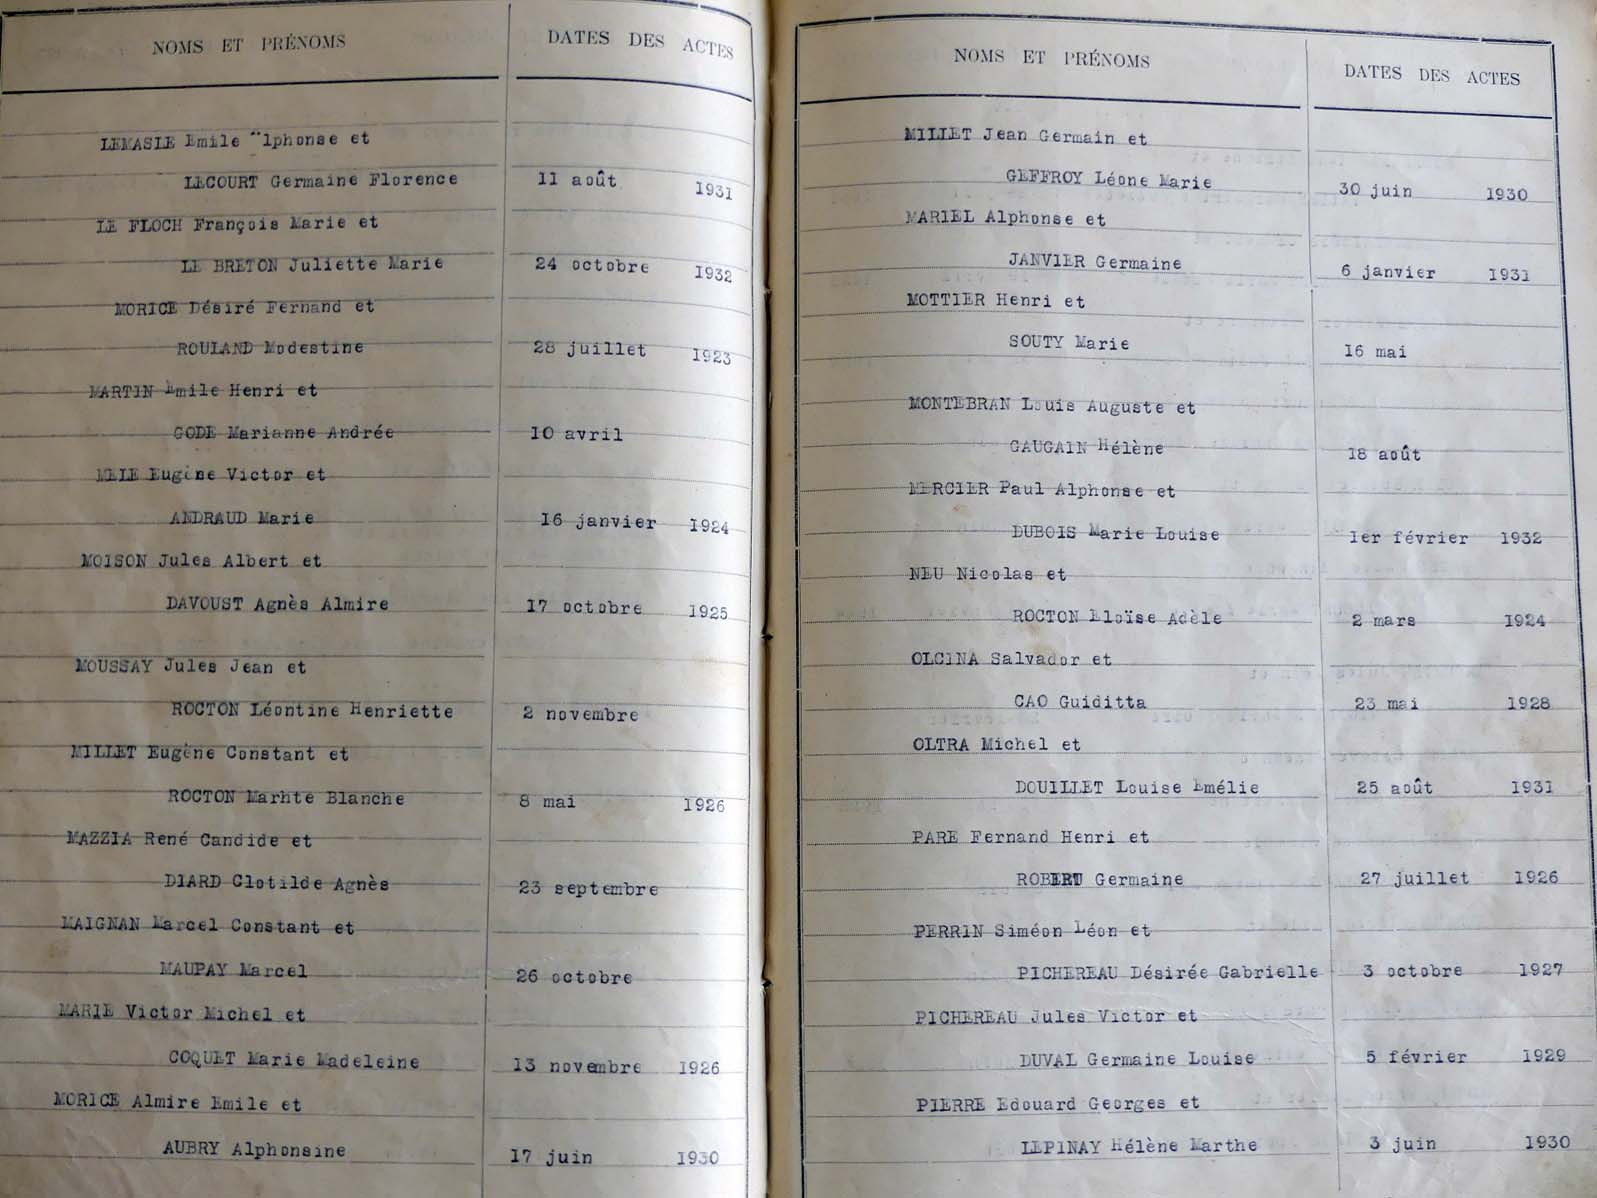 NOMS ET PRÉNOMS DATES DES ACTES
LEMASLE Emile ¨lphonse et
LECOURT Germaine Florence 11 août 1931
LE FLOCH François Marie et
LE BRETON Juliette Marie 24 octobre 1932
MORICE Désiré Fernand et
ROULAND Modestine 28 juillet 1923
MARTIN Emile Henri et
GODE Marianne Andrée 10 avril
MELE Eugène Victor et
ANDRAUD Marie 16 janvier 1924
MOISON Jules Albert et
DAVOUST Agnès Almire 17 octobre 1925
MOUSSAY Jules Jean et
ROCTON Léontine Henriette 2 novembre
MILLET Eugène Constant et
ROCTON Marhte Blanche 8 mai 1926
MAZZIA René Candide et
DIARD Clotilde Agnès 23 septembre
MAIGNAN Marcel Constant et
MAUPAY Marcel 26 octobre
MARIE Victor Michel et
COQUET Marie Madeleine 13 novembre 1926
MORICE Almire Emile et
AUBRY Alphonsine 17 juin 1930
NOMS ET PRÉNOMS DATES DES ACTES
MILLET Jean Germain et
GEFFROY Léone Marie 30 juin 1930
MARIEL Alphonse et
JANVIER Germaine 6 janvier 1931
MOTTIER Henri et
SOUTY Marie 16 mai
MONTEBRAN Louis Auguste et
GAUGAIN Hélène 18 août
MERCIER Paul Alphonse et
DUBOIS Marie Louise 1er février 1932
NEU Nicolas et
ROCTON Eloïse Adèle 2 mars 1924
OLCINA Salvador et
CAO Guiditta 23 mai 1928
OLTRA Michel et
DOUILLET Louise Emélie 25 août 1931
PARE Fernand Henri et
ROBERT Germaine 27 juillet 1926
PERRIN Siméon Léon et
PICHEREAU Désirée Gabrielle 3 octobre 1927
PICHEREAU Jules Victor et
DUVAL Germaine Louise 5 février 1929
PIERRE Edouard Georges et
LEPINAY Hélène Marthe 3 juin 1930